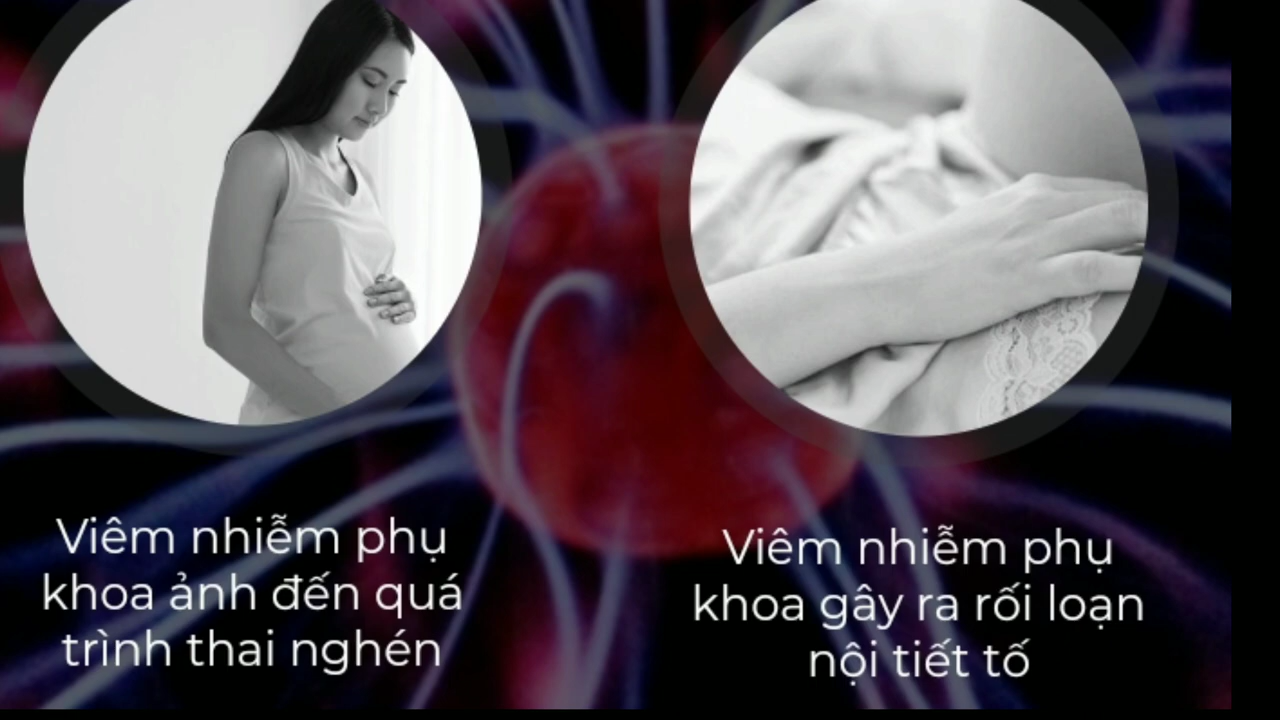 Viêm nhiễm phụ
khoa ảnh đến quá
trình thai nghén
Viêm nhiễm phụ
khoa gây ra rối loạn
nội tiết tố